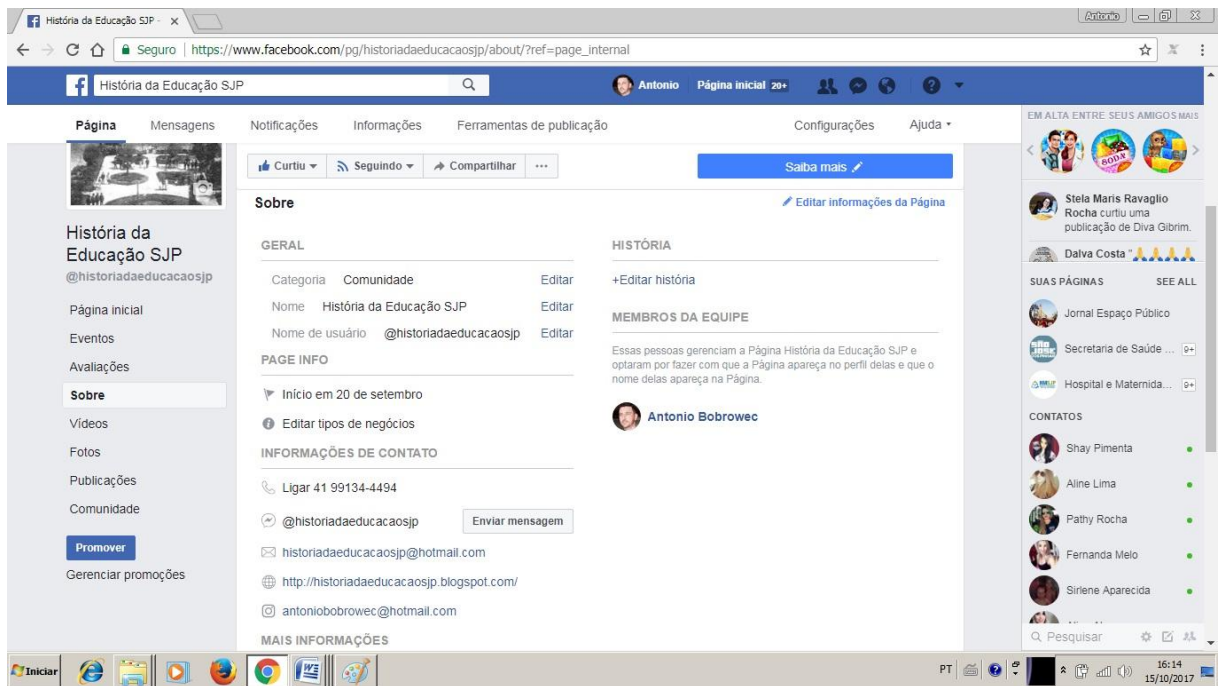 História da Educação SJP -
Antonio
Seguro | https://www.facebook.com/pg/historiadaeducacaosjp/about/?ref=page_internal
História da Educação SJP
Antonio
Página inicial 20+
Página
Mensagens
Notificações
Informações
Ferramentas de publicação
Configurações
Ajuda
Curtiu
Seguindo
Compartilhar
Saiba mais
História da
Educação SJP
@historiadaeducacaosjp
Página inicial
Eventos
Avaliações
Sobre
Vídeos
Fotos
Publicações
Comunidade
Promover
Gerenciar promoções
Sobre
Editar informações da Página
GERAL
Categoria Comunidade Editar
Nome História da Educação SJP Editar
Nome de usuário @historiadaeducacaosjp Editar
PAGE INFO
Início em 20 de setembro
Editar tipos de negócios
INFORMAÇÕES DE CONTATO
Ligar 41 99134-4494
@historiadaeducacaosjp Enviar mensagem
historiadaeducacaosjp@hotmail.com
http://historiadaeducacaosjp.blogspot.com/
antoniobobrowec@hotmail.com
MAIS INFORMAÇÕES
HISTÓRIA
+Editar história
MEMBROS DA EQUIPE
Essas pessoas gerenciam a Página História da Educação SJP e
optaram por fazer com que a Página apareça no perfil delas e que o
nome delas apareça na Página.
Antonio Bobrowec
EM ALTA ENTRE SEUS AMIGOS MAIS
SODA
Stela Maris Ravaglio
Rocha curtiu uma
publicação de Diva Gibrim.
Dalva Costa "
SUAS PÁGINAS SEE ALL
Jornal Espaço Público
Secretaria de Saúde ... 9+
Hospital e Maternida... 9+
CONTATOS
Shay Pimenta
Aline Lima
Pathy Rocha
Fernanda Melo
Sirlene Aparecida
Pesquisar
Iniciar
PT
16:14
15/10/2017